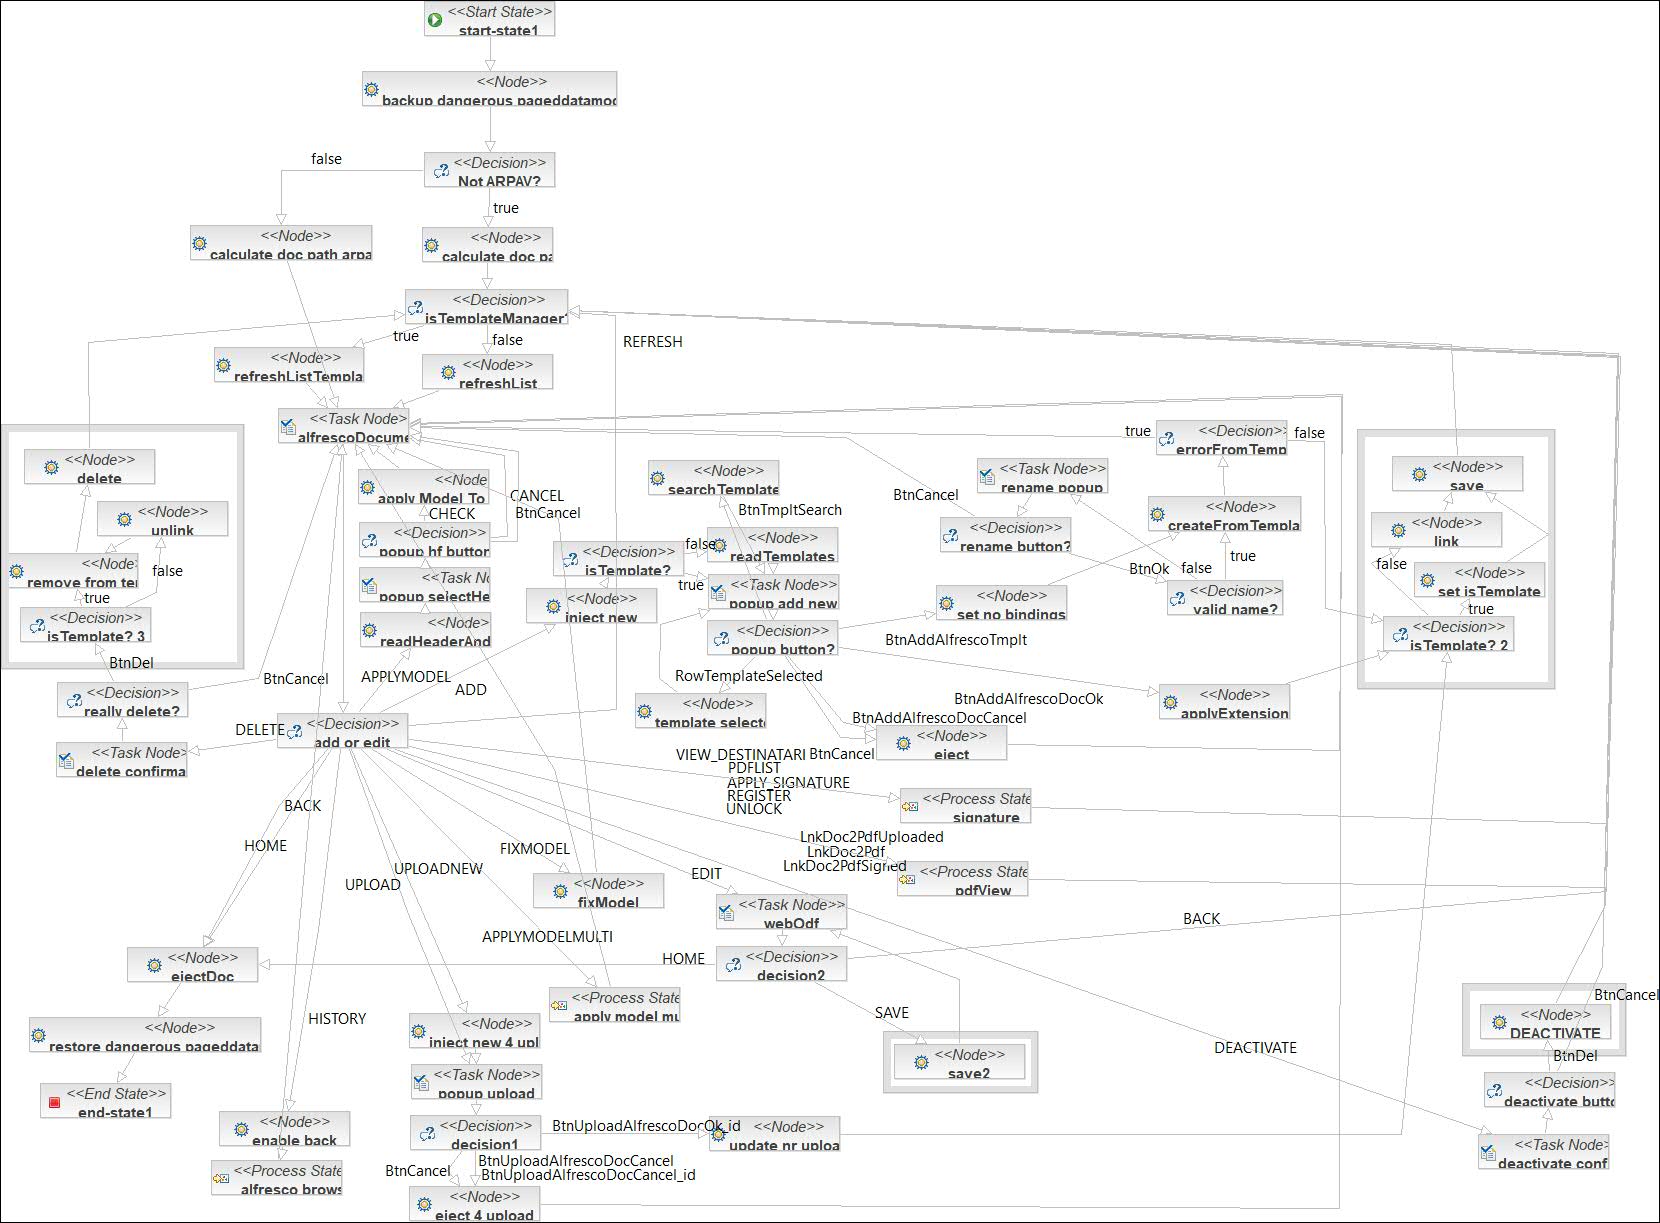 <<Start State>>
start-state1
<<Node>>
backup dangerous pageddatamod
<<Decision>>
Not ARPAV?
false
true
<<Node>>
calculate doc path arpa
<<Node>>
calculate doc pa
<<Decision>>
isTemplateManager?
true
false
REFRESH
<<Node>>
refreshListTempla
<<Node>>
refreshList
<<Task Node>>
alfrescoDocume
<<Node>>
delete
<<Node>>
unlink
<<Node>
remove from ter
false
true
<<Decision>>
isTemplate? 3
BtnDel
<<Decision>>
really delete?
<<Task Node>
delete confirma
BtnCancel
DELETE
<<Node
apply Model To
CHECK
<<Decision>
popup hf button
<<Task N
popup selectHe
<<Node>
readHeaderAnd
CANCEL
BtnCancel
APPLYMODEL
ADD
<<Decision>>
add or edit
<<Decision>
isTemplate?
false
true
<<Node>>
inject new
<<Node>>
searchTemplate
BtnTmpltSearch
<<Node>>
readTemplates
<<Task Node>>
popup add new
<<Decision>>
popup button?
RowTemplateSelected
<<Node>>
template selecte
BtnCancel
<<Task Node>>
rename popup
<<Decision>>
rename button?
BtnOk
false
true
<<Decision>>
valid name?
<<Node>>
set no bindings
BtnAddAlfrescoTmplt
true
<<Decision>
errorFromTemp
false
<<Node>>
createFromTempla
<<Node>>
save
<<Node>>
link
false
<<Node>>
set isTemplate
true
<<Decision>>
isTemplate? 2
<<Node>>
applyExtension
BtnAddAlfrescoDocOk
BtnAddAlfrescoDocCancel
BtnCancel
<<Node>>
eject
VIEW_DESTINATARI
PDFLIST
APPLY_SIGNATURE
REGISTER
UNLOCK
<<Process State
signature
LnkDoc2PdfUploaded
LnkDoc2Pdf
LnkDoc2PdfSigned
<<Process State
pdfView
BACK
HOME
UPLOAD
UPLOADNEW
FIXMODEL
<<Node>>
fixModel
EDIT
<<Task Node>>
webOdf
APPLYMODELMULTI
HOME
<<Decision>>
decision2
BACK
SAVE
<<Node>>
save2
<<Node>>
ejectDoc
<<Node>>
restore dangerous pageddata
<<End State>>
end-state1
HISTORY
<<Node>>
enable back
<<Process State
alfresco brows
<<Process State
apply model mu
<<Node>>
inject new 4 upl
<<Task Node>>
popup upload
<<Decision>>
decision1
BtnUploadAlfrescoDocOk_id
<<Node>>
update nr uploa
BtnCancel
BtnUploadAlfrescoDocCancel
BtnUploadAlfrescoDocCancel_id
<<Node>>
eject 4 upload
DEACTIVATE
<<Node>>
DEACTIVATE
BtnCancel
BtnDel
<<Decision>
deactivate butto
<<Task Node>
deactivate conf